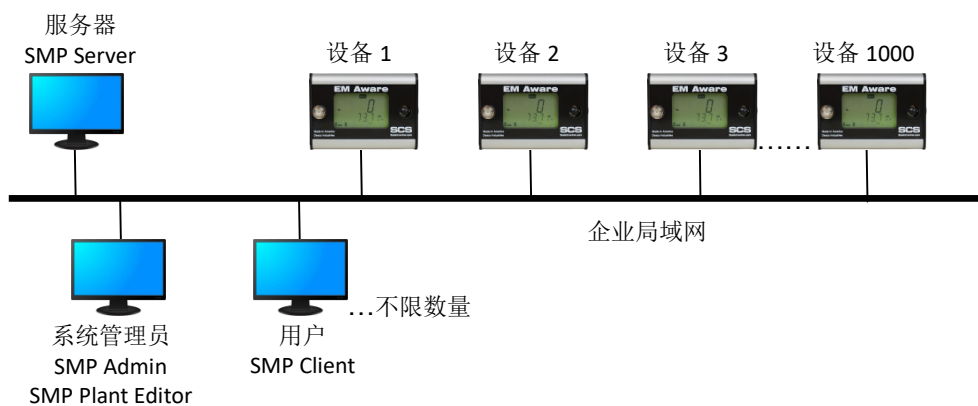 服务器
SMP Server
设备 1
设备 2
设备 3
设备 1000
EM Aware
EM Aware
EM Aware
EM Aware
SCS
SCS
SCS
SCS
......
企业局域网
系统管理员
SMP Admin
SMP Plant Editor
...不限数量
用户
SMP Client